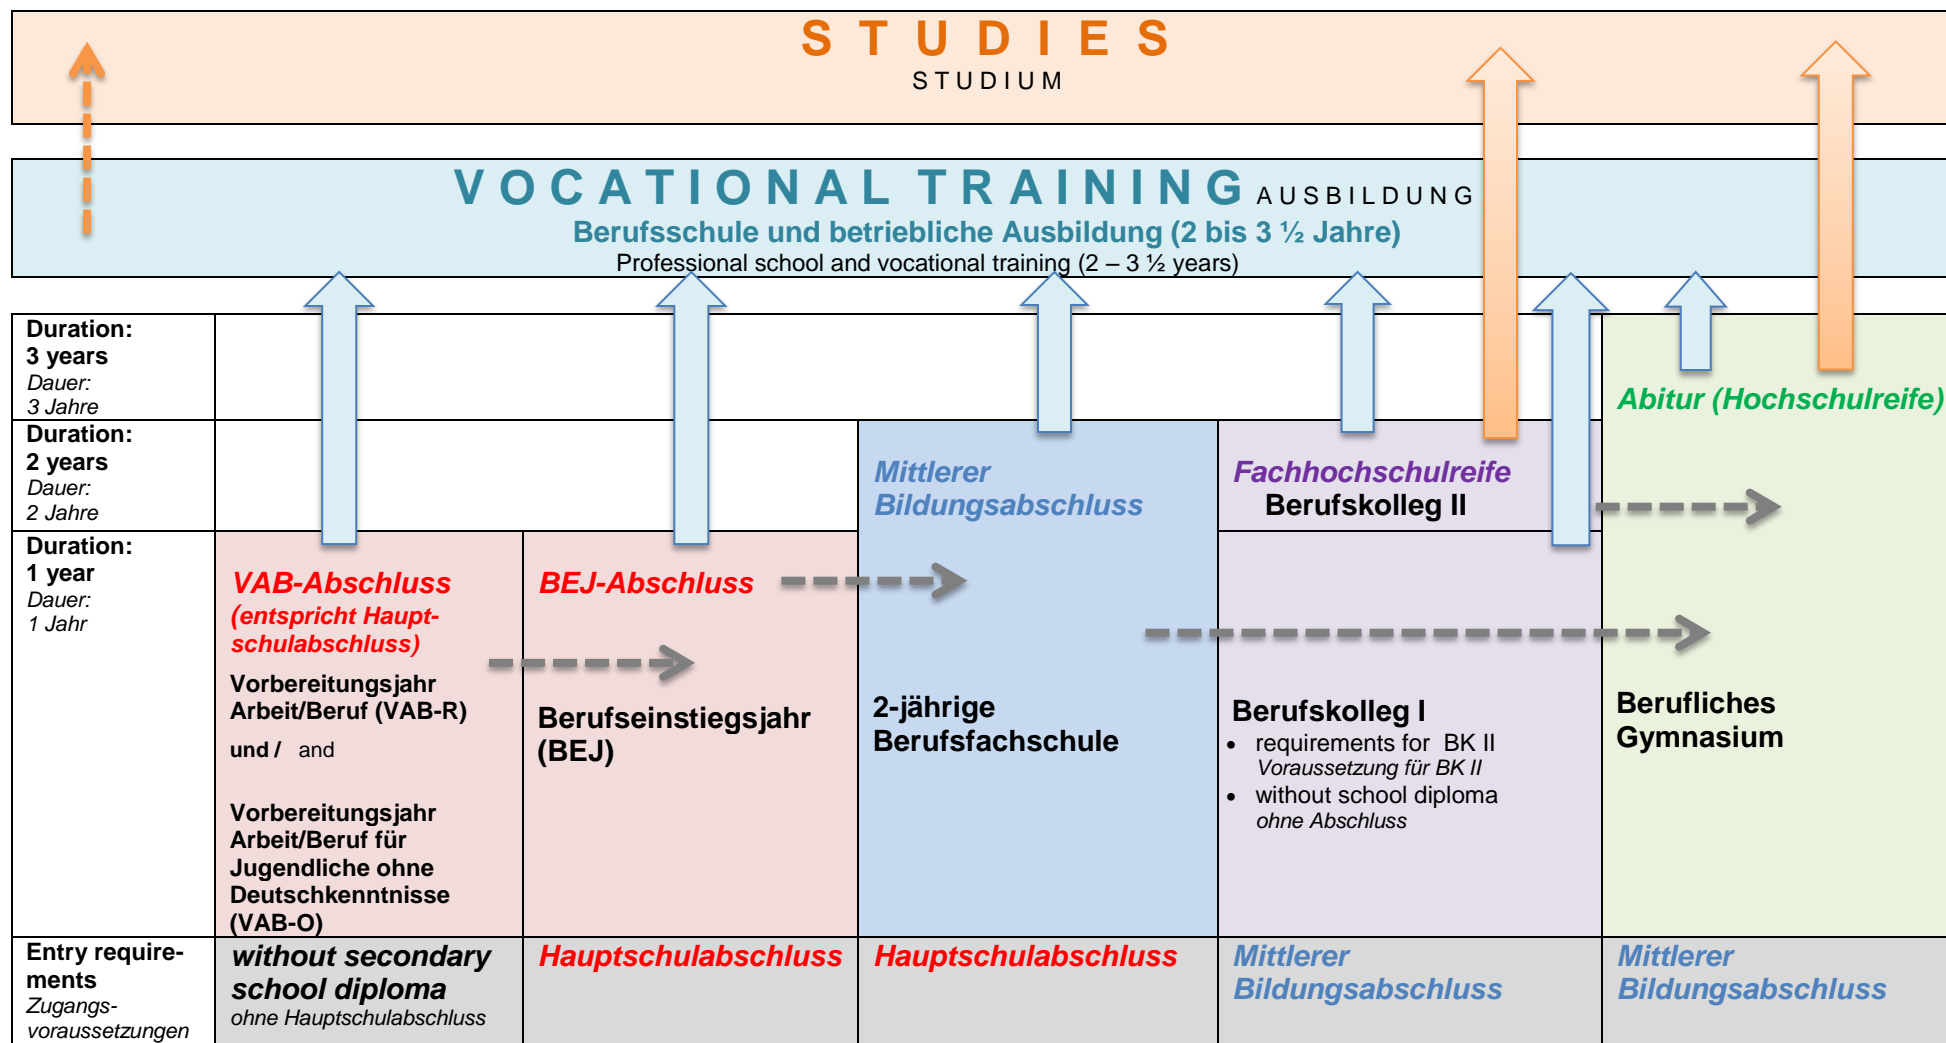 S T U D I E S
S T U D I U M
V O C A T I O N A L  T R A I N I N G A U S B I L D U N G
Berufsschule und betriebliche Ausbildung (2 bis 3 ½ Jahre)
Professional school and vocational training (2 – 3 ½ years)
Duration:
3 years
Dauer:
3 Jahre
Abitur (Hochschulreife)
Duration:
2 years
Dauer:
2 Jahre
Mittlerer
Bildungsabschluss
Fachhochschulreife
Berufskolleg II
Duration:
1 year
Dauer:
1 Jahr
VAB-Abschluss
(entspricht Haupt-
schulabschluss)
Vorbereitungsjahr
Arbeit/Beruf (VAB-R)
und / and
Vorbereitungsjahr
Arbeit/Beruf für
Jugendliche ohne
Deutschkenntnisse
(VAB-O)
BEJ-Abschluss
Berufseinstiegsjahr
(BEJ)
2-jährige
Berufsfachschule
Berufskolleg I
• requirements for BK II
Voraussetzung für BK II
• without school diploma
ohne Abschluss
Berufliches
Gymnasium
Entry require-
ments
Zugangs-
voraussetzungen
without secondary
school diploma
ohne Hauptschulabschluss
Hauptschulabschluss
Hauptschulabschluss
Mittlerer
Bildungsabschluss
Mittlerer
Bildungsabschluss